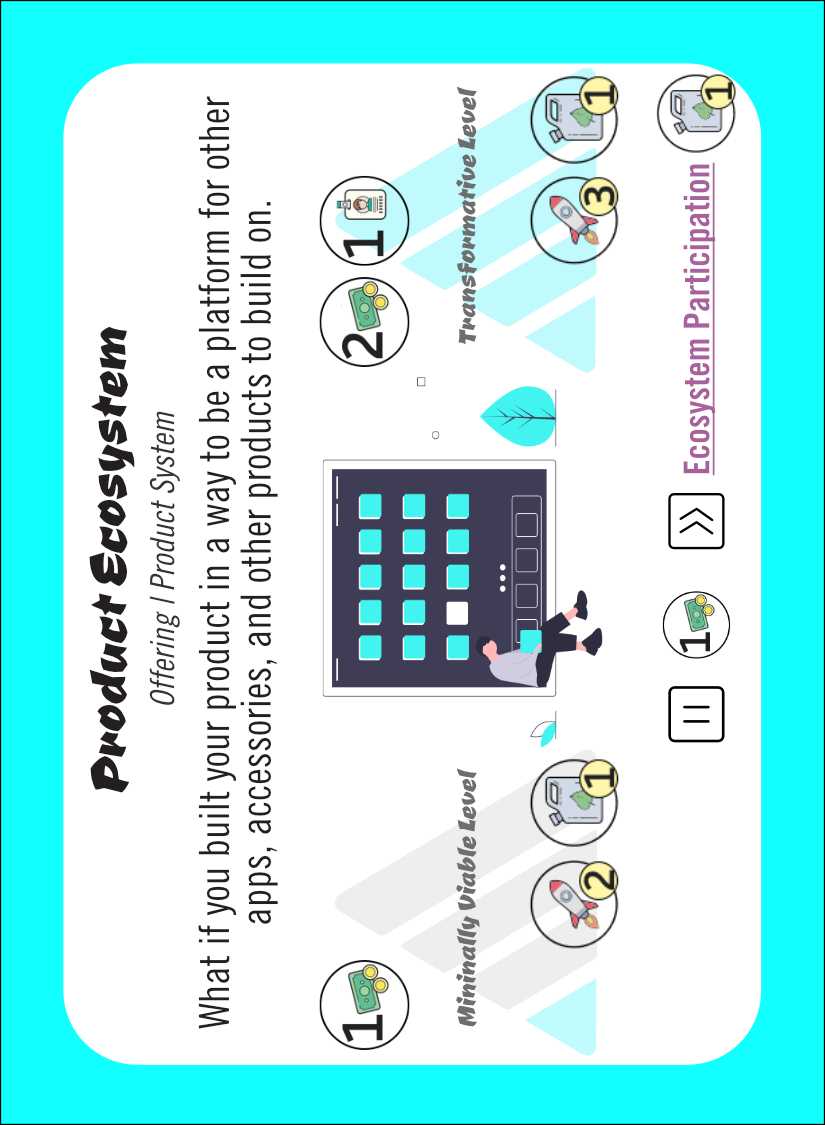 Product Ecosystem
Offering | Product System
What if you built your product in a way to be a platform for other
apps, accessories, and other products to build on.
1
2 1
Mininally Viable Level
Transformative Level
2 1
3 1
1 Ecosystem Participation 1